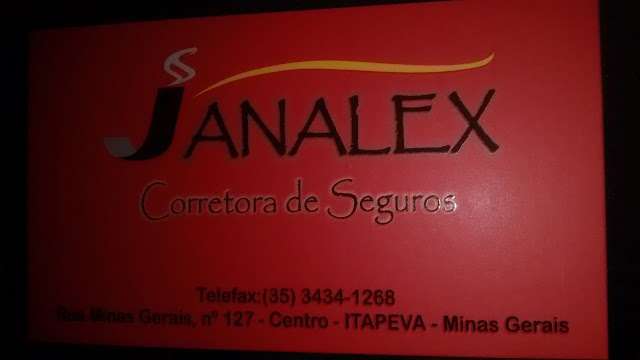 JANALEX
Corretora de Seguros
Telefax:(35) 3434-1268
Rua Minas Gerais, nº 127 - Centro - ITAPEVA - Minas Gerais